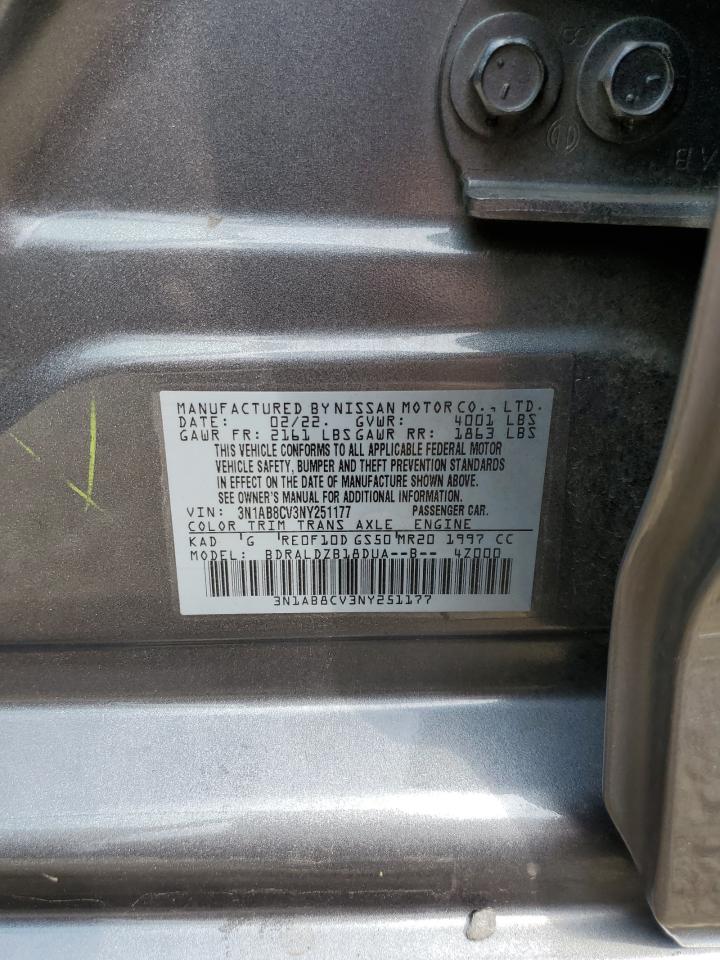 MANUFACTURED BY NISSAN MOTOR CO., LTD.
DATE: 02/22. GVWR: 4001 LBS
GAWR FR: 2161 LBS GAWR RR: 1863 LBS
THIS VEHICLE CONFORMS TO ALL APPLICABLE FEDERAL MOTOR
VEHICLE SAFETY, BUMPER AND THEFT PREVENTION STANDARDS
IN EFFECT ON THE DATE OF MANUFACTURE SHOWN ABOVE.
SEE OWNER'S MANUAL FOR ADDITIONAL INFORMATION.
VIN: 3N1AB8CV3NY251177 PASSENGER CAR.
COLOR TRIM TRANS AXLE ENGINE
KAD 'G 'RE0F10D GS50'MR20 1997 CC
MODEL: BDRALDZB18DUA--B-- 4Z000
3N1AB8CV3NY251177